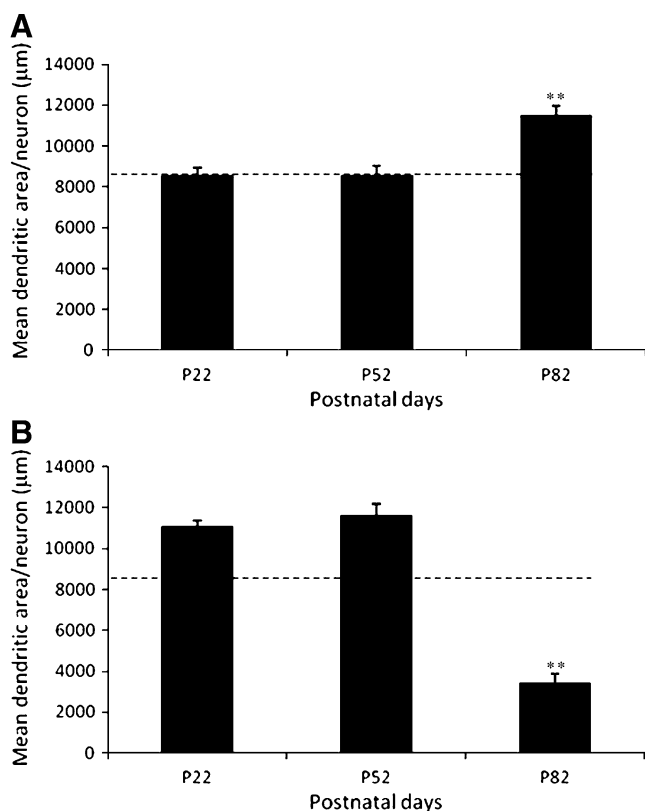 A
Mean dendritic area/neuron (µm)
14000
12000
10000
8000
6000
4000
2000
0
**
P22 P52 P82
Postnatal days
B
Mean dendritic area/neuron (µm)
14000
12000
10000
8000
6000
4000
2000
0
**
P22 P52 P82
Postnatal days